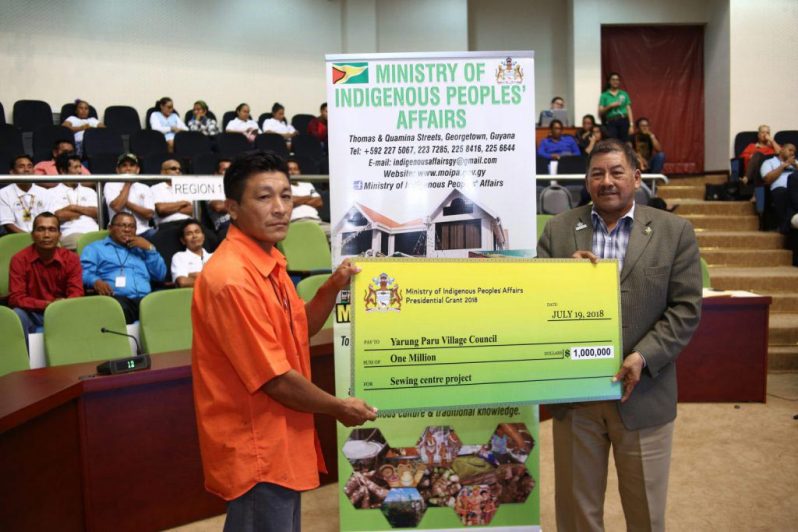 MINISTRY OF
INDIGENOUS PEOPLES'
AFFAIRS
Thomas & Quamina Streets, Georgetown, Guyana
Tel: +592 227 5067, 223 7285, 225 8416, 225 6644
E-mail: indigenousaffairsgy@gmail.com
Website: www.moipa.gov.gy
Ministry of Indigenous Peoples' Affairs
REGION 1
Ministry of Indigenous Peoples' Affairs
Presidential Grant 2018
DATE
JULY 19, 2018
PAY TO Yarung Paru Village Council
SUM OF One Million DOLLARS $ 1,000,000
FOR Sewing centre project
culture & traditional knowledge.